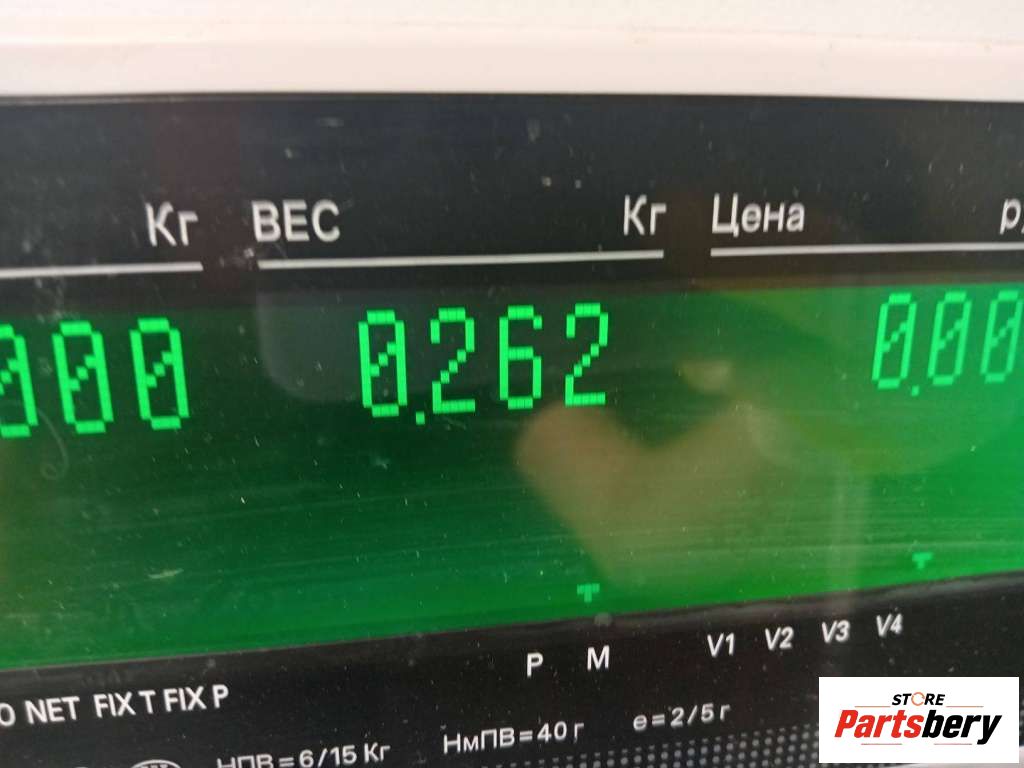 Кг ВЕС Кг Цена
000 0.262 0.00
P M V1 V2 V3 V4
NET FIX T FIX P
НПВ=6/15 Кг НмПВ=40 г e=2/5 г
STORE
Partsbery